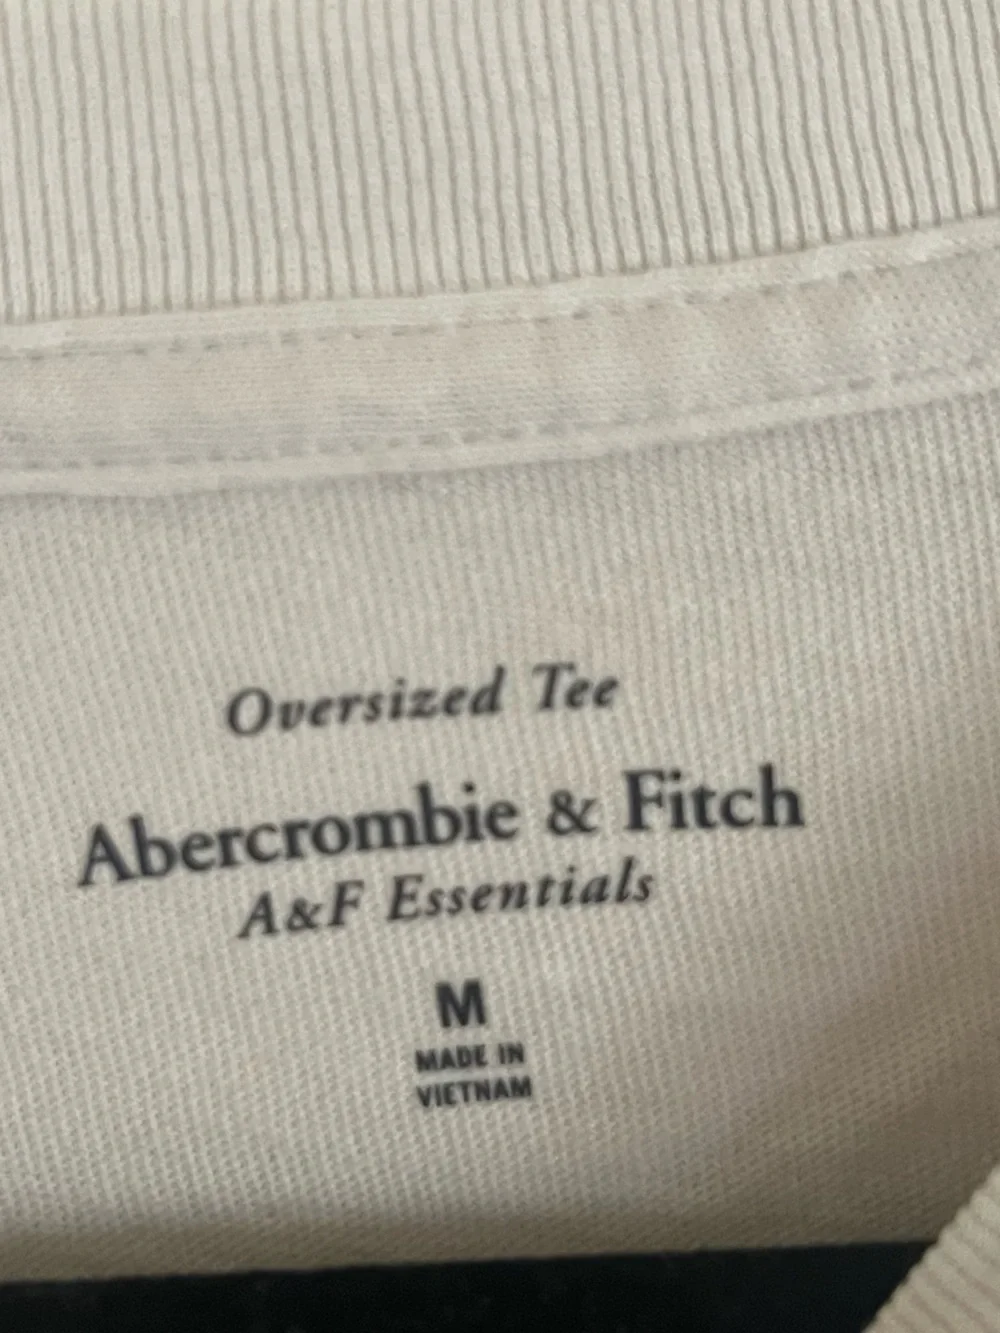 Oversized Tee
Abercrombie & Fitch
A&F Essentials
M
MADE IN
VIETNAM